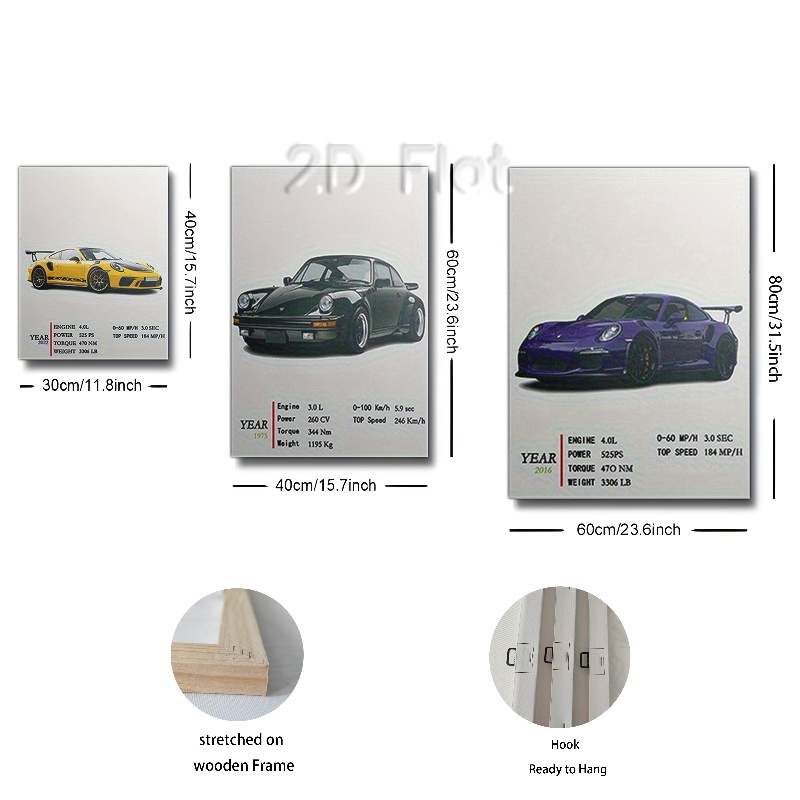 2D Flat
40cm/15.7inch
30cm/11.8inch
YEAR
2022
ENGINE 4.0L
POWER 525 PS
TORQUE 470 NM
WEIGHT 3306 LB
0-60 MP/H 3.0 SEC
TOP SPEED 184 MP/H
60cm/23.6inch
40cm/15.7inch
YEAR
1975
Engine 3.0 L
Power 260 CV
Torque 344 Nm
Weight 1195 Kg
0-100 Km/h 5.9 sec
TOP Speed 246 Km/h
80cm/31.5inch
60cm/23.6inch
YEAR
2016
ENGINE 4.0L
POWER 525PS
TORQUE 470 NM
WEIGHT 3306 LB
0-60 MP/H 3.0 SEC
TOP SPEED 184 MP/H
stretched on
wooden Frame
Hook
Ready to Hang